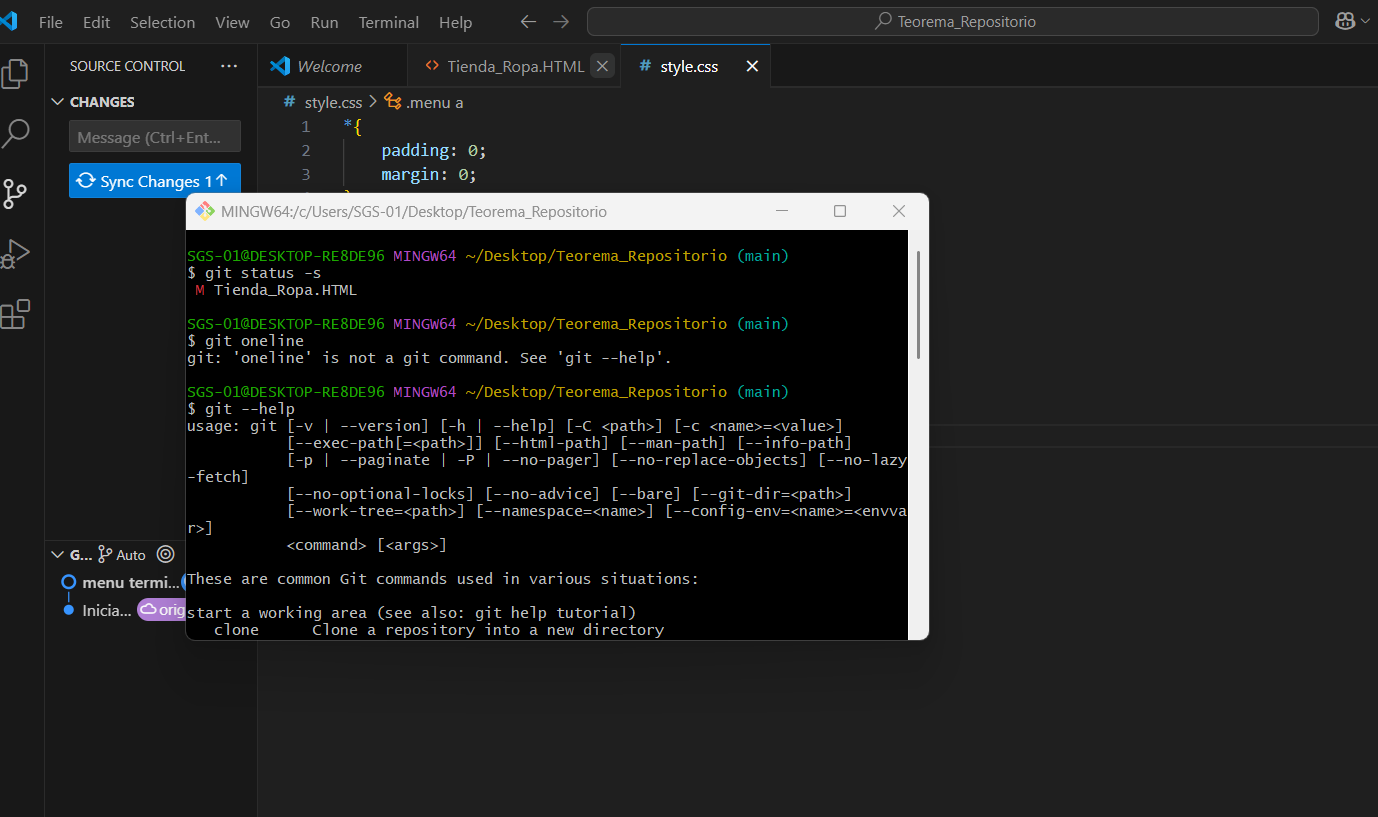 File Edit Selection View Go Run Terminal Help
Teorema_Repositorio
SOURCE CONTROL
CHANGES
Message (Ctrl+Ent...
Sync Changes 1↑
Welcome
Tienda_Ropa.HTML
# style.css
# style.css > .menu a
1 *{
2 padding: 0;
3 margin: 0;
MINGW64:/c/Users/SGS-01/Desktop/Teorema_Repositorio
SGS-01@DESKTOP-RE8DE96 MINGW64 ~/Desktop/Teorema_Repositorio (main)
$ git status -s
M Tienda_Ropa.HTML
SGS-01@DESKTOP-RE8DE96 MINGW64 ~/Desktop/Teorema_Repositorio (main)
$ git oneline
git: 'oneline' is not a git command. See 'git --help'.
SGS-01@DESKTOP-RE8DE96 MINGW64 ~/Desktop/Teorema_Repositorio (main)
$ git --help
usage: git [-v | --version] [-h | --help] [-C <path>] [-c <name>=<value>]
[--exec-path[=<path>]] [--html-path] [--man-path] [--info-path]
[-p | --paginate | -P | --no-pager] [--no-replace-objects] [--no-lazy
-fetch]
[--no-optional-locks] [--no-advice] [--bare] [--git-dir=<path>]
[--work-tree=<path>] [--namespace=<name>] [--config-env=<name>=<envva
r>]
<command> [<args>]
These are common Git commands used in various situations:
start a working area (see also: git help tutorial)
clone Clone a repository into a new directory
G... Auto
menu termi...
Inicia... orig